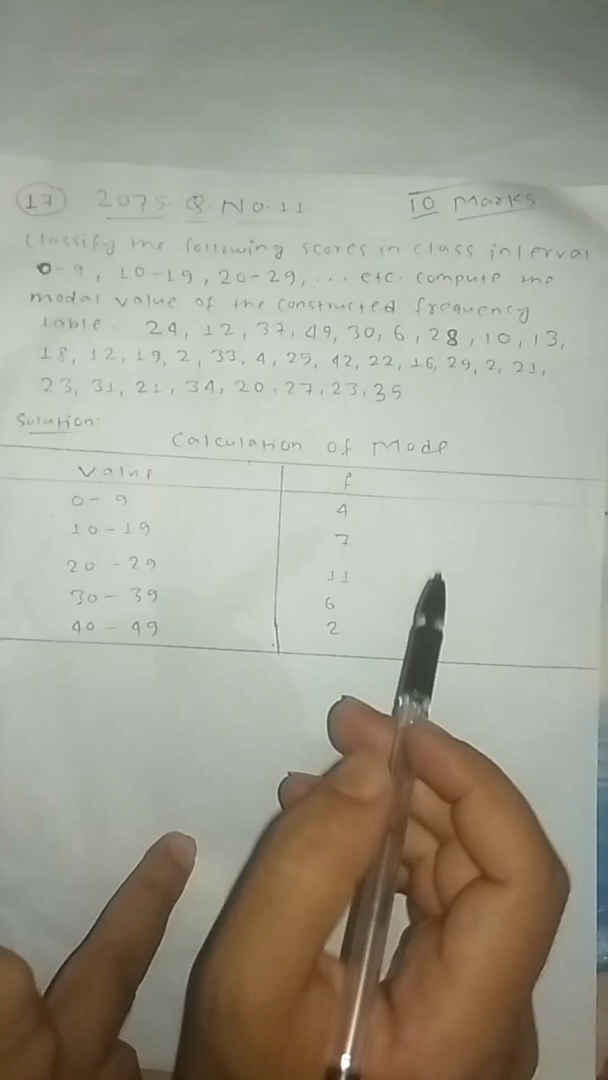 17 2075. Q. No. 11 10 Marks
Classify the following scores in class interval
0-9, 10-19, 20-29, ... etc. compute the
modal value of the constructed frequency
table. 24, 12, 37, 49, 30, 6, 28, 10, 13,
18, 12, 19, 2, 33, 4, 25, 42, 22, 16, 29, 2, 21,
23, 31, 21, 34, 20, 27, 23, 35
Solution:
Calculation of Mode
Value f
0-9 4
10-19 7
20-29 11
30-39 6
40-49 2